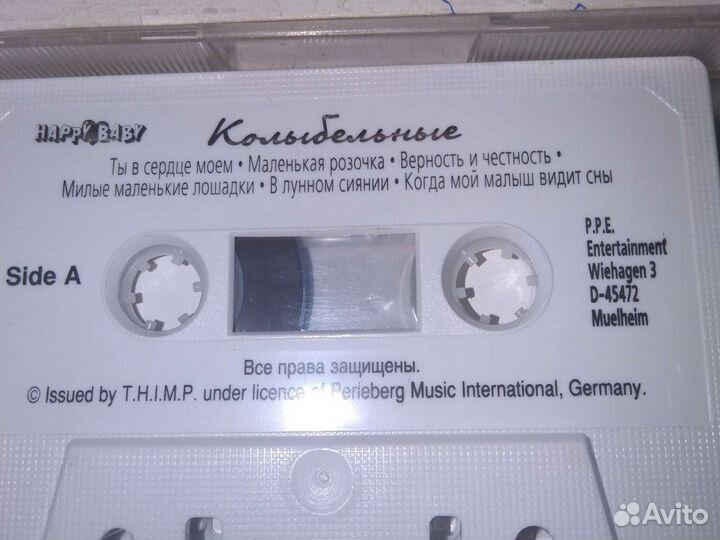 HAPPY BABY
Колыбельные
Ты в сердце моем • Маленькая розочка • Верность и честность •
Милые маленькие лошадки • В лунном сиянии • Когда мой малыш видит сны
Side A
P.P.E.
Entertainment
Wiehagen 3
D-45472
Muelheim
Все права защищены.
© Issued by T.H.I.M.P. under licence of Perieberg Music International, Germany.
Avito